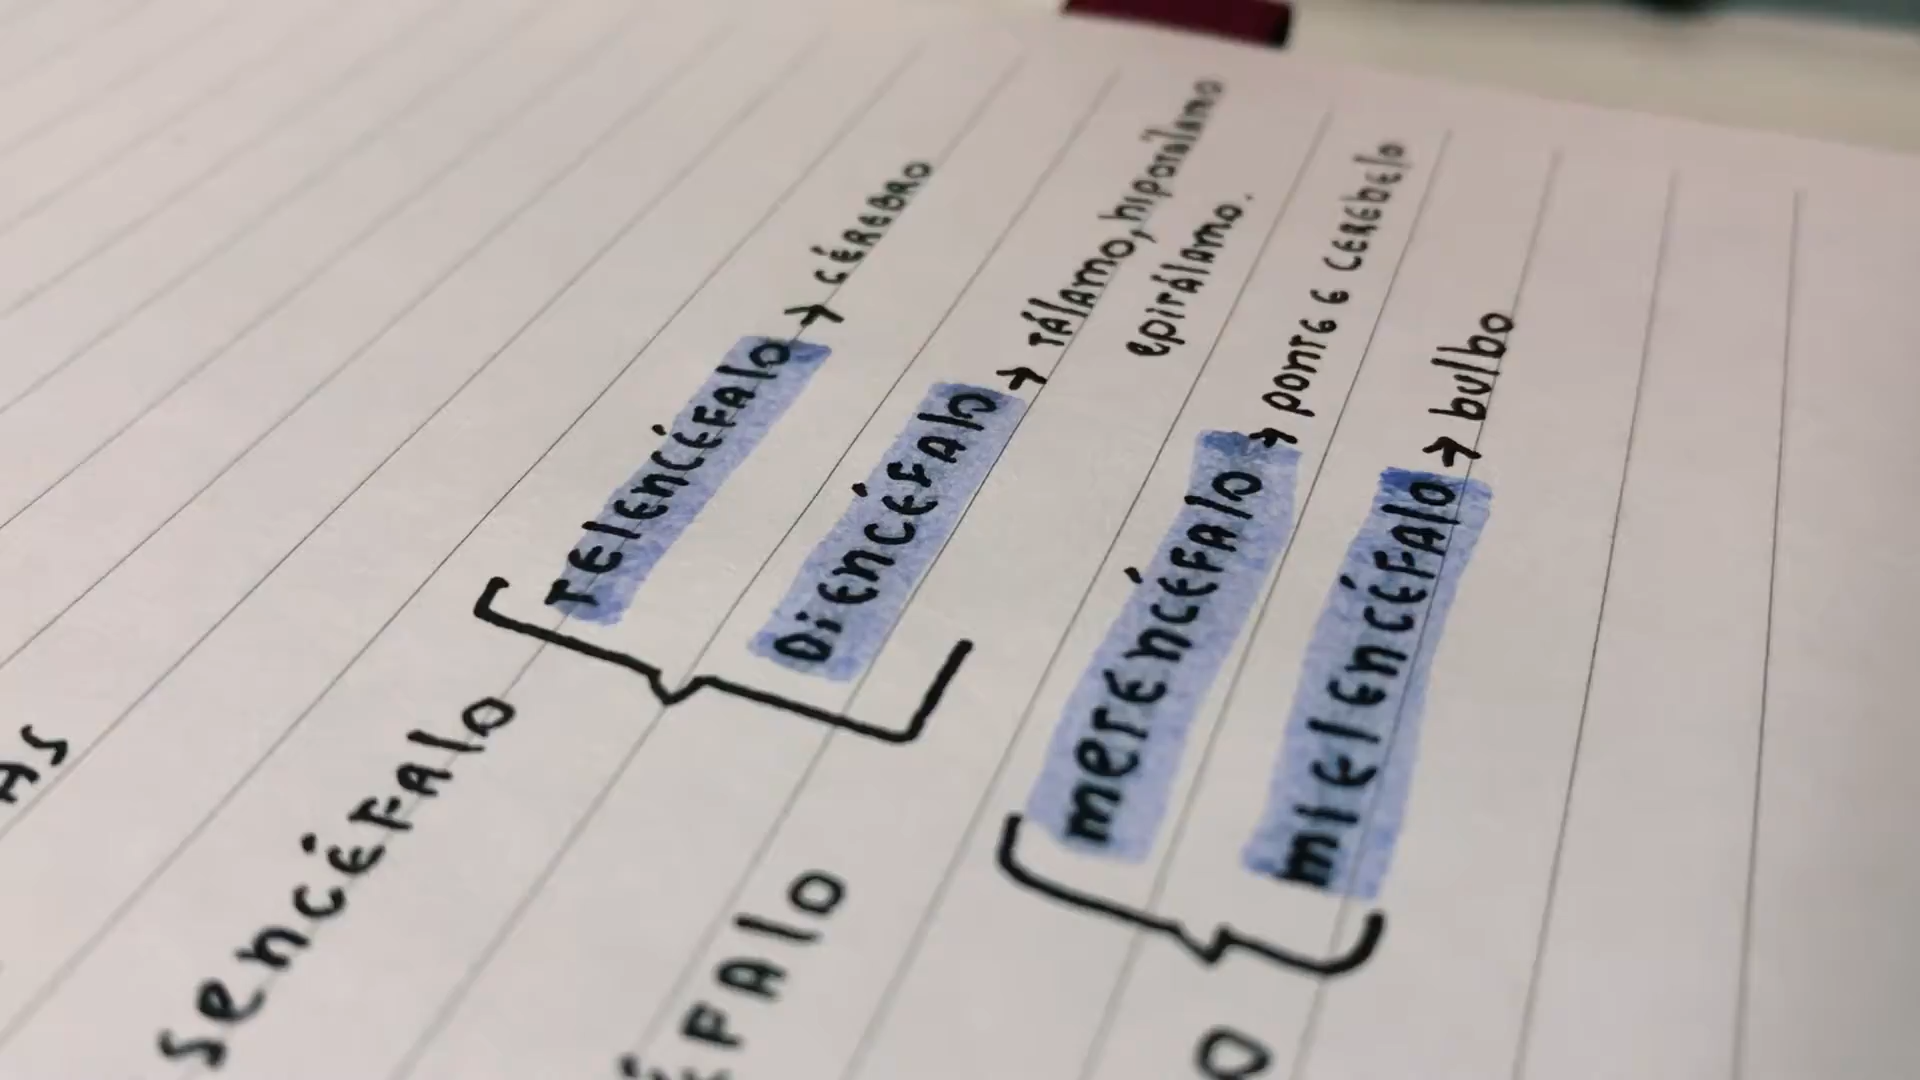 AS
sencéfalo
Telencéfalo → cérebro
Diencéfalo → tálamo, hipotálamo
epitálamo.
éfalo
metencéfalo → ponte e cerebelo
mielencéfalo → bulbo
o